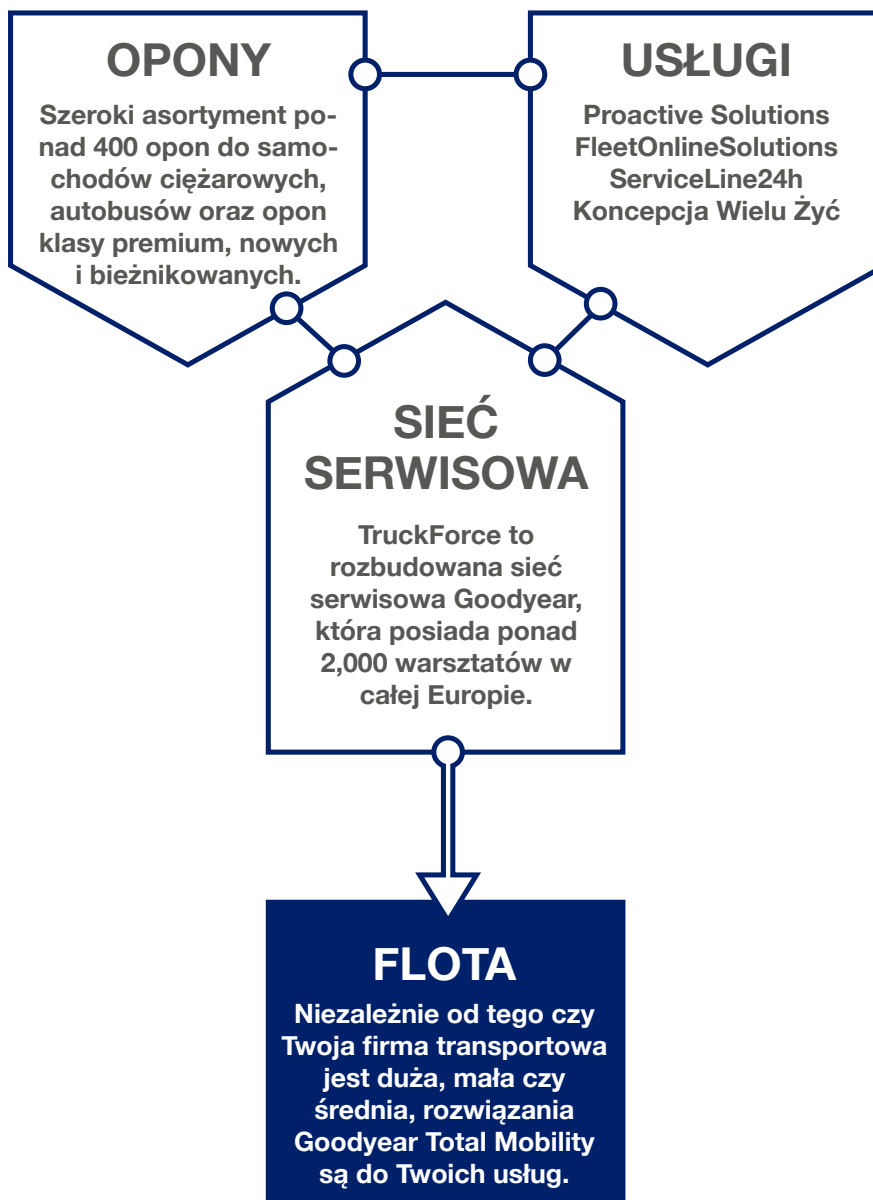 OPONY
Szeroki asortyment po-
nad 400 opon do samo-
chodów ciężarowych,
autobusów oraz opon
klasy premium, nowych
i bieżnikowanych.
USŁUGI
Proactive Solutions
FleetOnlineSolutions
ServiceLine24h
Koncepcja Wielu Żyć
SIEĆ
SERWISOWA
TruckForce to
rozbudowana sieć
serwisowa Goodyear,
która posiada ponad
2,000 warsztatów w
całej Europie.
FLOTA
Niezależnie od tego czy
Twoja firma transportowa
jest duża, mała czy
średnia, rozwiązania
Goodyear Total Mobility
są do Twoich usług.